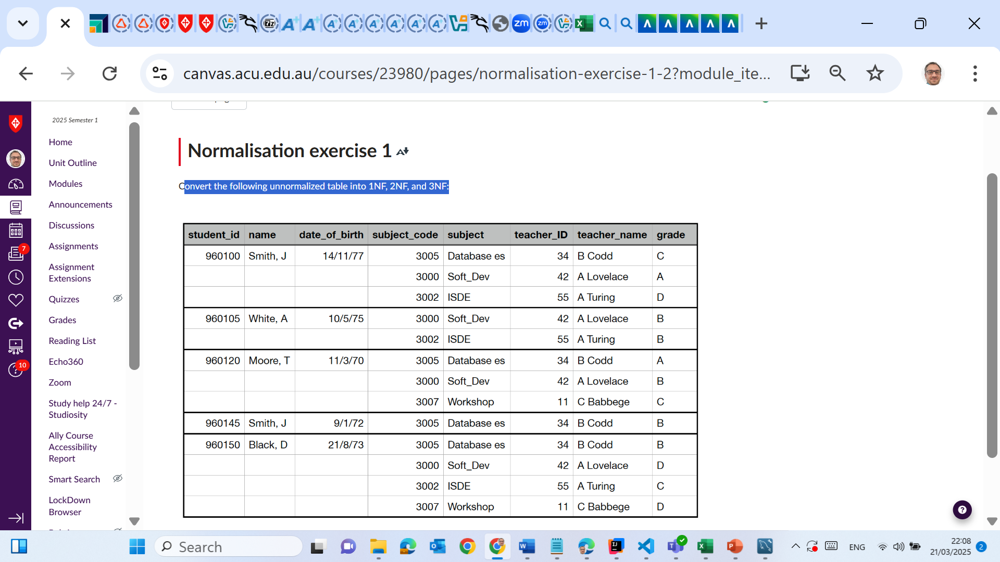 zm
zm
canvas.acu.edu.au/courses/23980/pages/normalisation-exercise-1-2?module_ite...
2025 Semester 1
Home
Unit Outline
Modules
Announcements
Discussions
Assignments
Assignment
Extensions
Quizzes
Grades
Reading List
Echo360
Zoom
Study help 24/7 -
Studiosity
Ally Course
Accessibility
Report
Smart Search
LockDown
Browser
7
10
Normalisation exercise 1
Convert the following unnormalized table into 1NF, 2NF, and 3NF:
student_id name date_of_birth subject_code subject teacher_ID teacher_name grade
960100 Smith, J 14/11/77 3005 Database es 34 B Codd C
3000 Soft_Dev 42 A Lovelace A
3002 ISDE 55 A Turing D
960105 White, A 10/5/75 3000 Soft_Dev 42 A Lovelace B
3002 ISDE 55 A Turing B
960120 Moore, T 11/3/70 3005 Database es 34 B Codd A
3000 Soft_Dev 42 A Lovelace B
3007 Workshop 11 C Babbege C
960145 Smith, J 9/1/72 3005 Database es 34 B Codd B
960150 Black, D 21/8/73 3005 Database es 34 B Codd B
3000 Soft_Dev 42 A Lovelace D
3002 ISDE 55 A Turing C
3007 Workshop 11 C Babbege D
Search
ENG
22:08
21/03/2025
2